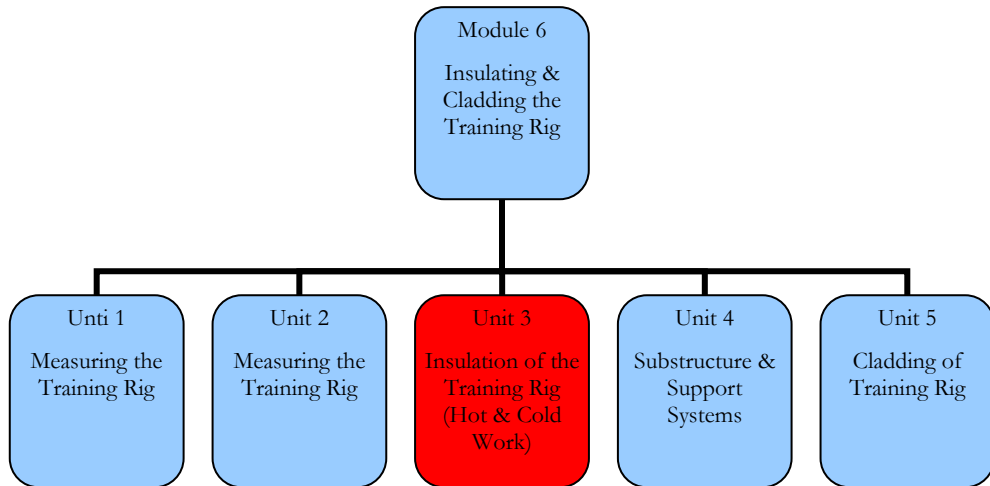 Module 6
Insulating &
Cladding the
Training Rig
Unti 1
Measuring the
Training Rig
Unit 2
Measuring the
Training Rig
Unit 3
Insulation of the
Training Rig
(Hot & Cold
Work)
Unit 4
Substructure &
Support
Systems
Unit 5
Cladding of
Training Rig